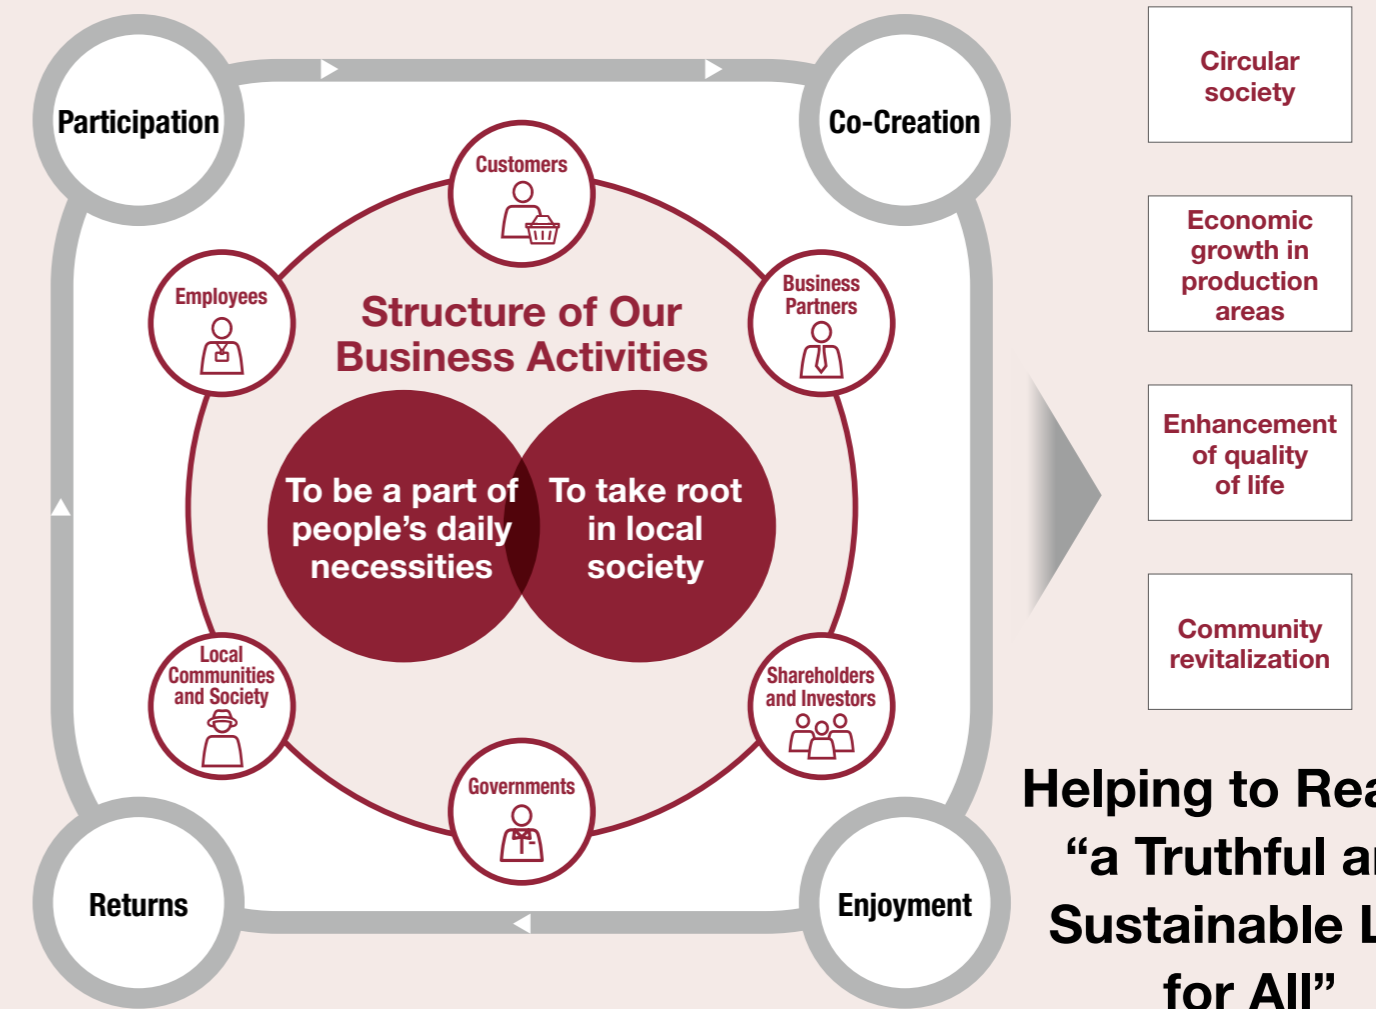 Participation
Co-Creation
Customers
Employees
Business
Partners
Structure of Our
Business Activities
To be a part of
people’s daily
necessities
To take root
in local
society
Local
Communities
and Society
Shareholders
and Investors
Governments
Returns
Enjoyment
Circular
society
Economic
growth in
production
areas
Enhancement
of quality
of life
Community
revitalization
Helping to
“a Truthful
Sustainable
for All”